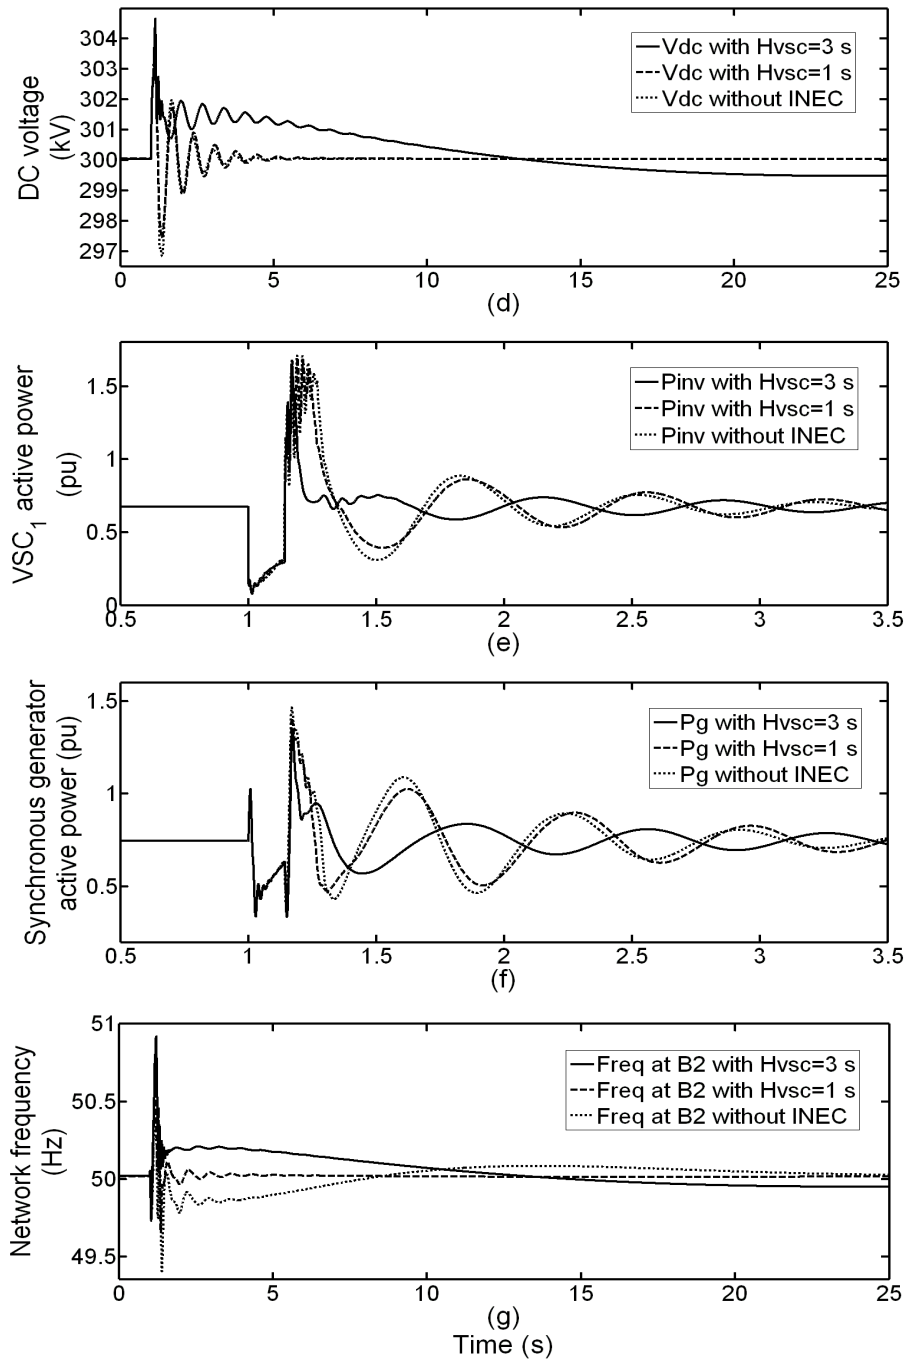 304
303
302
301
300
299
298
297
DC voltage
(kV)
Vdc with Hvsc=3 s
Vdc with Hvsc=1 s
Vdc without INEC
0 5 10 15 20 25
(d)
1.5
1
0.5
0
VSC1 active power
(pu)
Pinv with Hvsc=3 s
Pinv with Hvsc=1 s
Pinv without INEC
0.5 1 1.5 2 2.5 3 3.5
(e)
1.5
1
0.5
Synchronous generator
active power (pu)
Pg with Hvsc=3 s
Pg with Hvsc=1 s
Pg without INEC
0.5 1 1.5 2 2.5 3 3.5
(f)
51
50.5
50
49.5
Network frequency
(Hz)
Freq at B2 with Hvsc=3 s
Freq at B2 with Hvsc=1 s
Freq at B2 without INEC
0 5 10 15 20 25
(g)
Time (s)